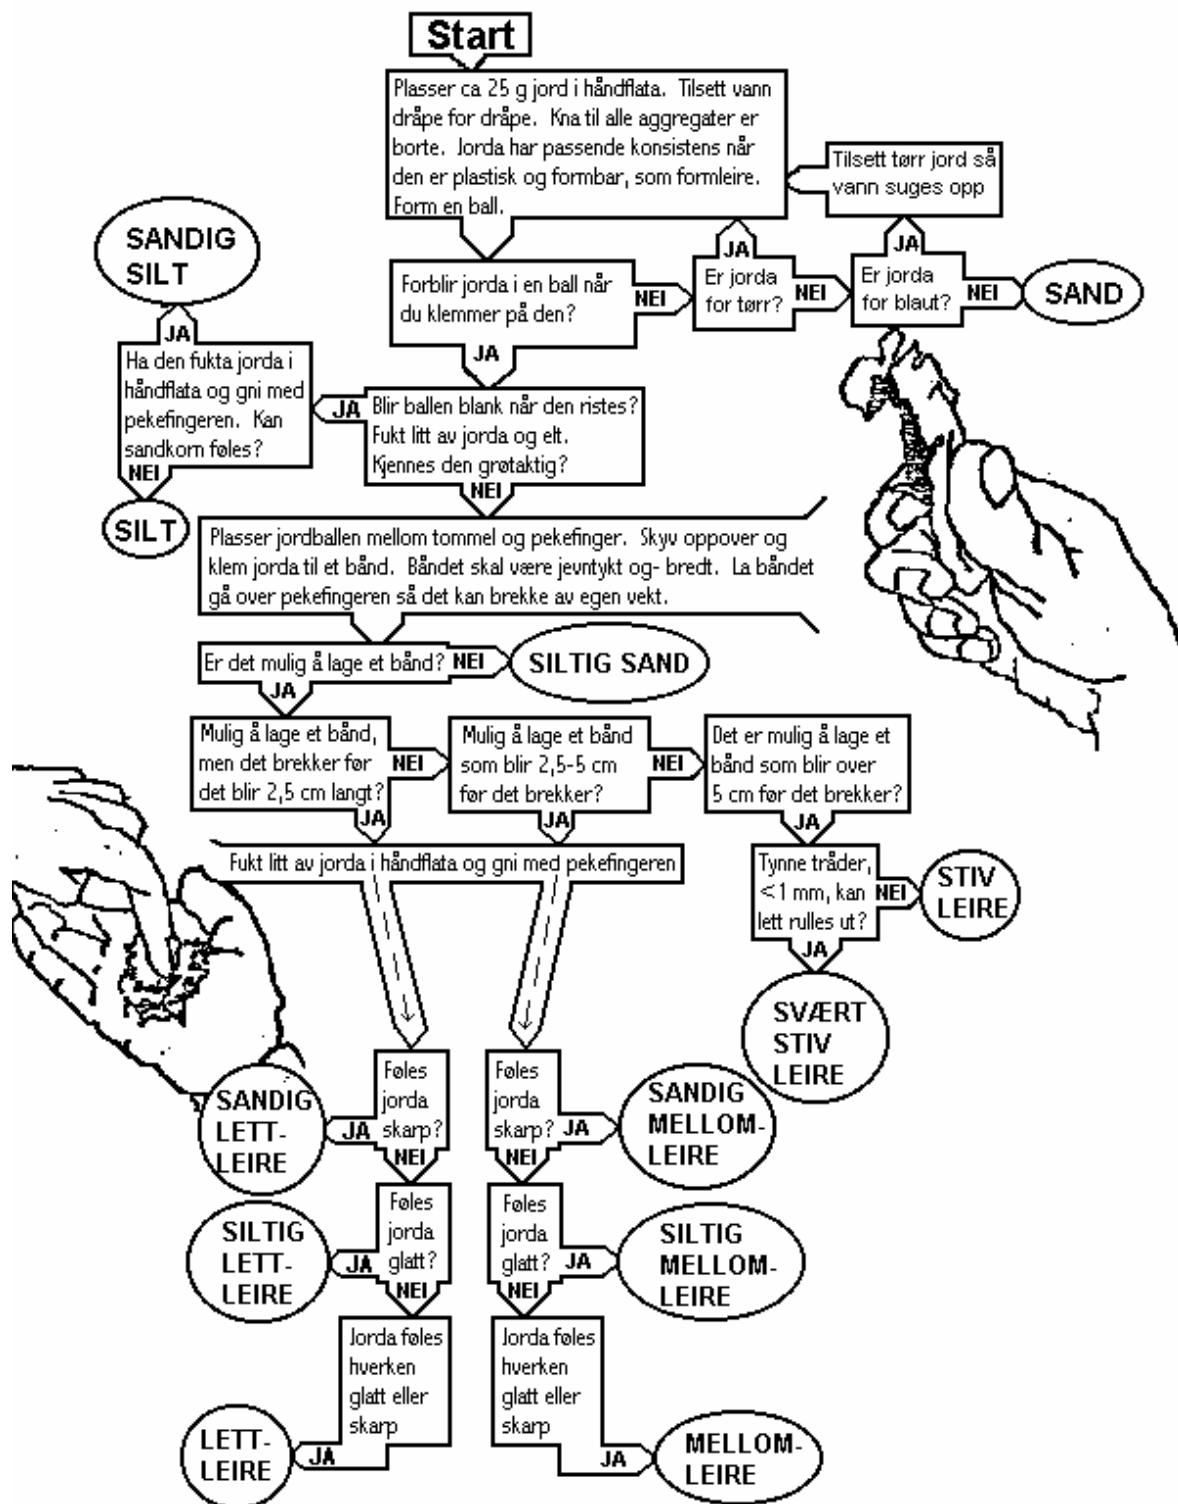 Start
Plasser ca 25 g jord i håndflata. Tilsett vann
dråpe for dråpe. Kna til alle aggregater er
borte. Jorda har passende konsistens når
den er plastisk og formbar, som formleire.
Form en ball.
Tilsett tørr jord så
vann suges opp
SANDIG
SILT
JA
JA
Forblir jorda i en ball når
du klemmer på den?
NEI
Er jorda
for tørr?
NEI
Er jorda
for blaut?
NEI
SAND
JA
JA
Ha den fukta jorda i
håndflata og gni med
pekefingeren. Kan
sandkorn føles?
JA
Blir ballen blank når den ristes?
Fukt litt av jorda og elt.
Kjennes den grøtaktig?
NEI
NEI
SILT
Plasser jordballen mellom tommel og pekefinger. Skyv oppover og
klem jorda til et bånd. Båndet skal være jevntykt og- bredt. La båndet
gå over pekefingeren så det kan brekke av egen vekt.
Er det mulig å lage et bånd?
NEI
SILTIG SAND
JA
Mulig å lage et bånd,
men det brekker før
det blir 2,5 cm langt?
NEI
Mulig å lage et bånd
som blir 2,5-5 cm
før det brekker?
NEI
Det er mulig å lage et
bånd som blir over
5 cm før det brekker?
JA
JA
JA
Fukt litt av jorda i håndflata og gni med pekefingeren
Tynne tråder,
<1 mm, kan
lett rulles ut?
NEI
STIV
LEIRE
JA
SVÆRT
STIV
LEIRE
Føles
jorda
skarp?
JA
SANDIG
LETT-
LEIRE
NEI
Føles
jorda
skarp?
JA
SANDIG
MELLOM-
LEIRE
NEI
Føles
jorda
glatt?
JA
SILTIG
LETT-
LEIRE
NEI
Føles
jorda
glatt?
JA
SILTIG
MELLOM-
LEIRE
NEI
Jorda føles
hverken
glatt eller
skarp
JA
LETT-
LEIRE
Jorda føles
hverken
glatt eller
skarp
JA
MELLOM-
LEIRE